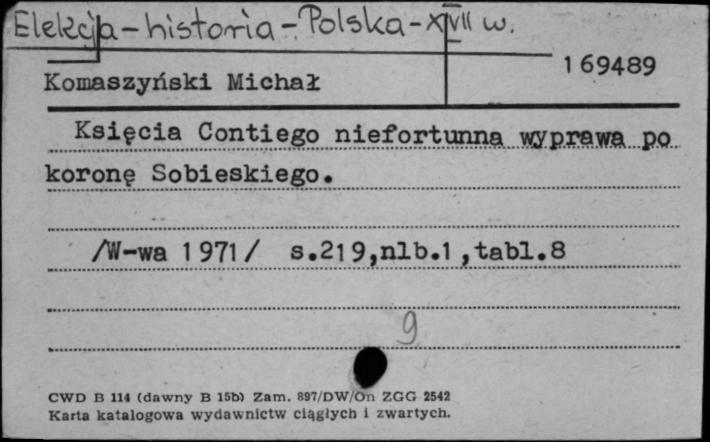 Elekcja - historia - Polska - XVII w.
169489
Komaszyński Michał
Księcia Contiego niefortunna wyprawa po
koronę Sobieskiego.
/W-wa 1971/ s.219,nlb.1,tabl.8
9
CWD B 114 (dawny B 15b) Zam. 897/DW/On ZGG 2542
Karta katalogowa wydawnictw ciągłych i zwartych.